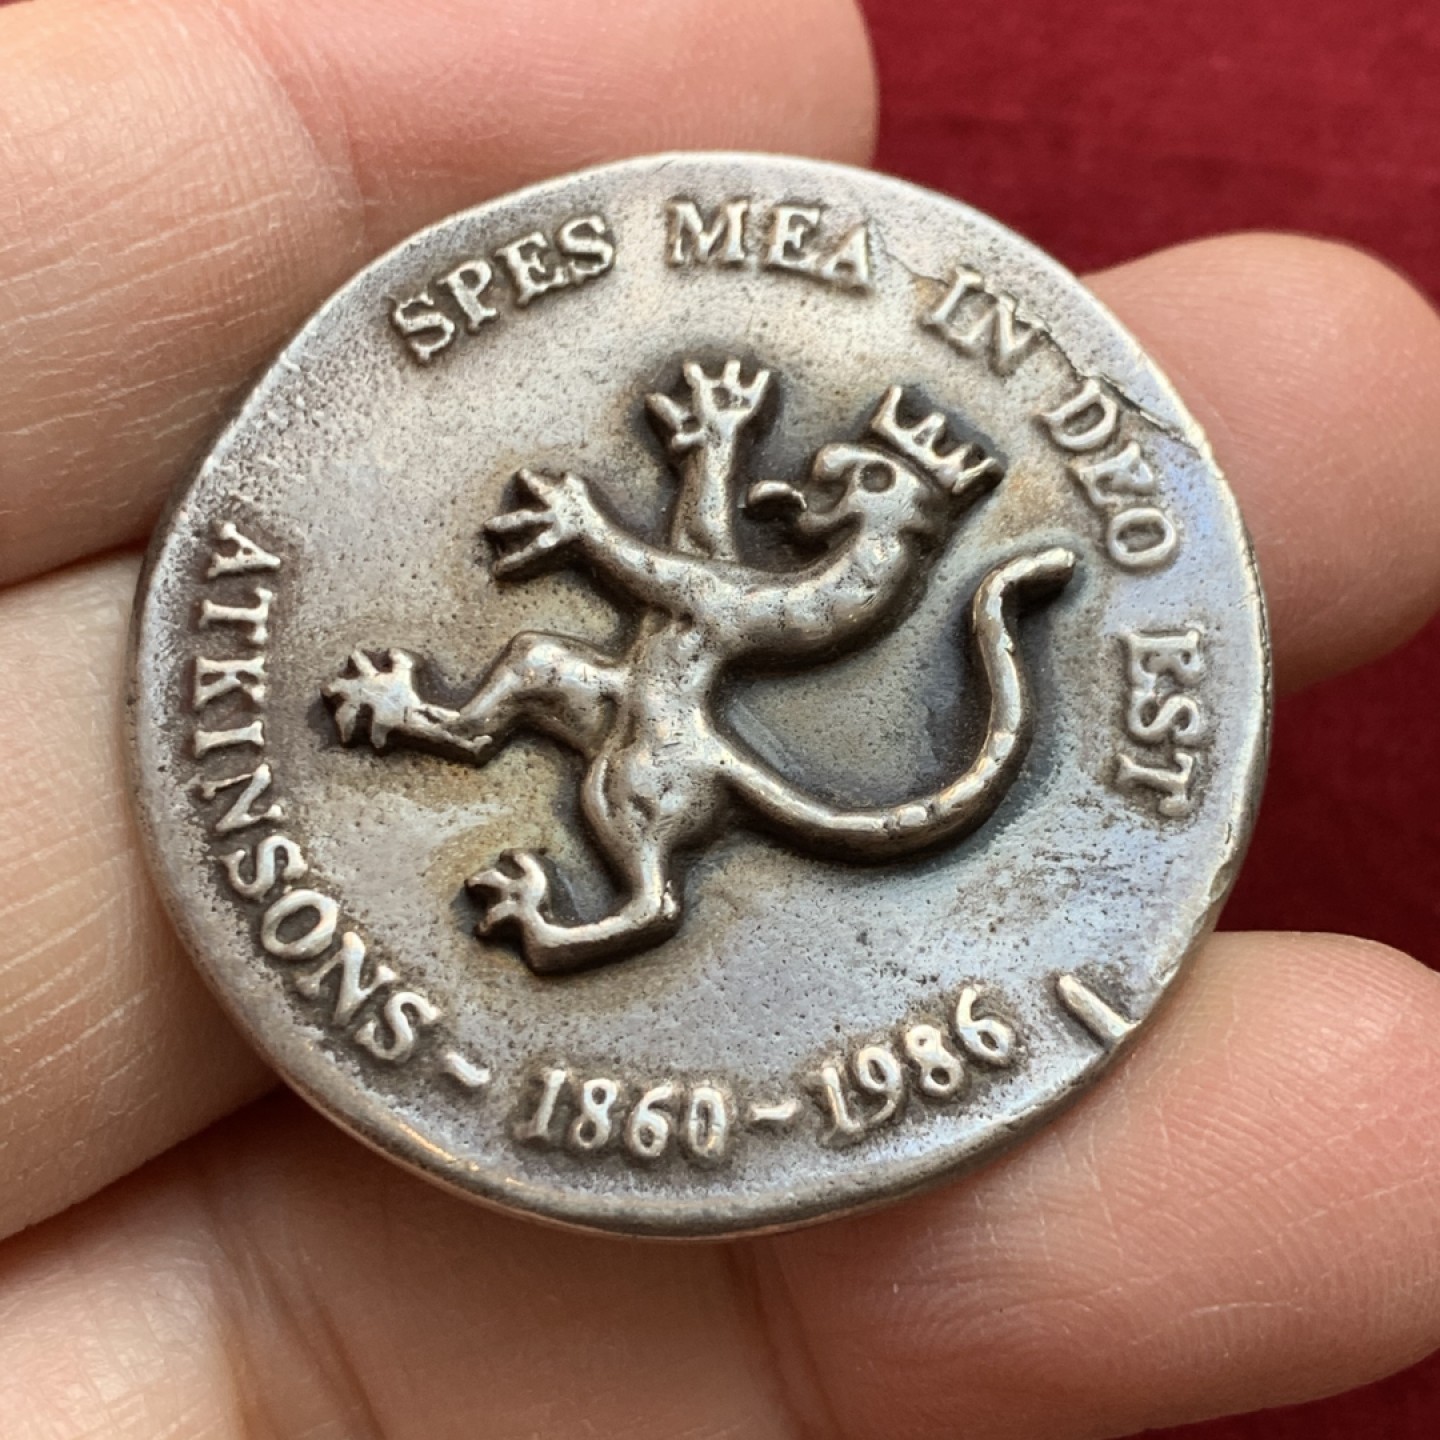 SPES MEA IN DEO EST
ATKINSONS - 1860 - 1986